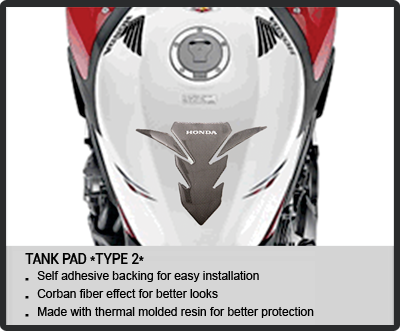 HONDA
TANK PAD *TYPE 2*
Self adhesive backing for easy installation
Corban fiber effect for better looks
Made with thermal molded resin for better protection